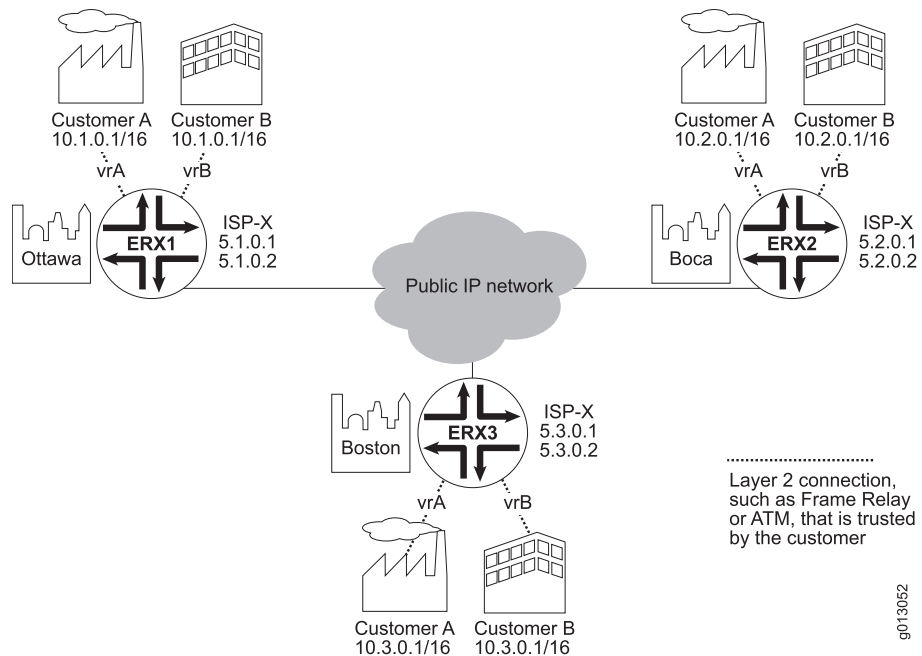 Customer A
10.1.0.1/16
Customer B
10.1.0.1/16
vrA
vrB
Ottawa
ERX1
ISP-X
5.1.0.1
5.1.0.2
Customer A
10.2.0.1/16
Customer B
10.2.0.1/16
vrA
vrB
Boca
ERX2
ISP-X
5.2.0.1
5.2.0.2
Public IP network
Boston
ERX3
ISP-X
5.3.0.1
5.3.0.2
vrA
vrB
Customer A
10.3.0.1/16
Customer B
10.3.0.1/16
Layer 2 connection,
such as Frame Relay
or ATM, that is trusted
by the customer
g013052